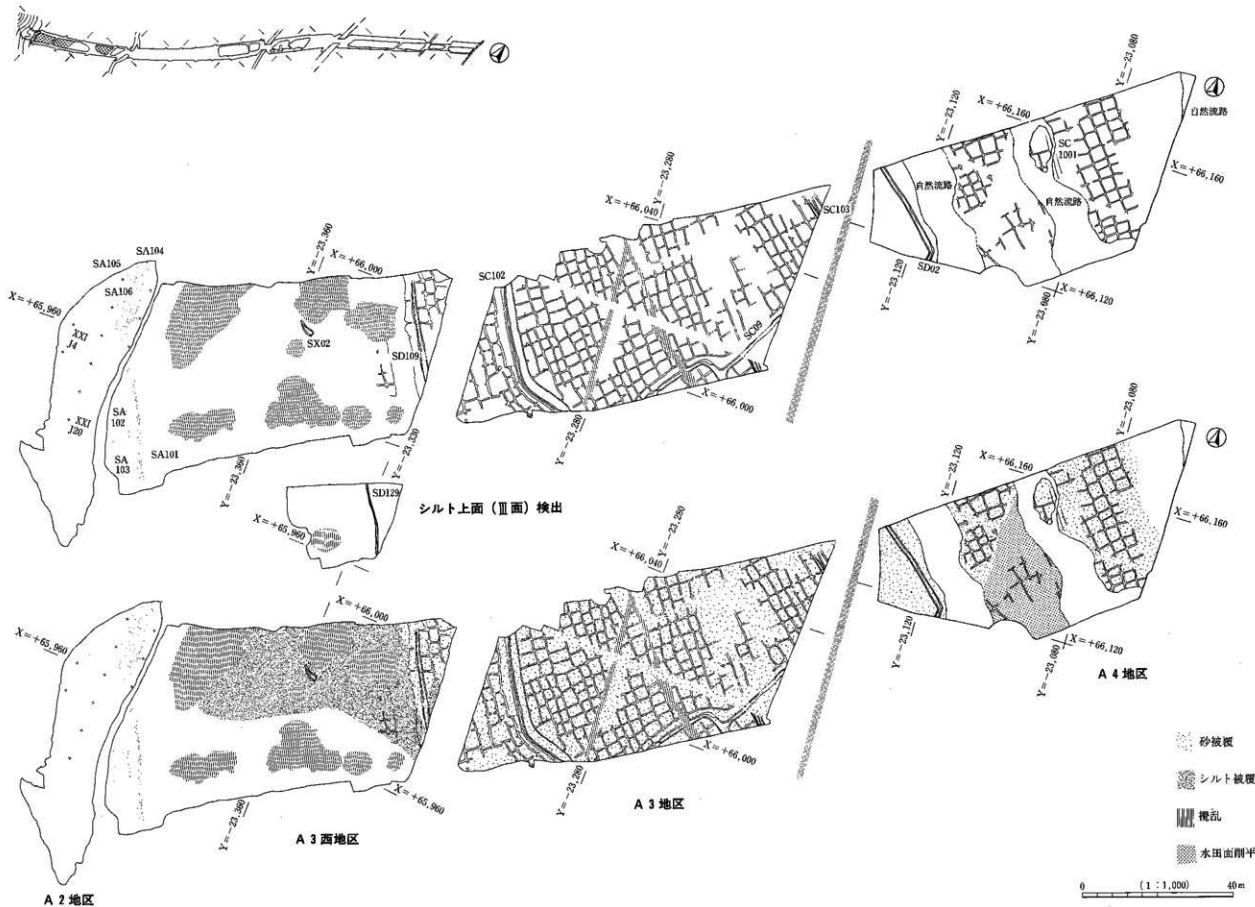 Y=-23,080
Y=-23,120
X=+66,160
自然流路
SC
1001
X=+66,160
自然流路
自然流路
SD02
Y=-23,120
X=+66,120
Y=-23,080
Y=-23,280
X=+66,040
SC103
SC102
SC09
X=+66,000
Y=-23,280
Y=-23,360
X=+66,000
SA105
SA104
SA106
X=+65,960
XXI
J4
SX02
SD109
XXI
J20
SA
102
SA
103
SA101
Y=-23,360
Y=-23,330
SD129
X=+65,960
シルト上面(Ⅲ面)検出
Y=-23,080
Y=-23,120
X=+66,160
X=+66,160
Y=-23,120
X=+66,120
Y=-23,080
A4地区
Y=-23,280
X=+66,040
X=+66,000
Y=-23,280
A3地区
X=+66,000
X=+65,960
Y=-23,360
X=+65,960
A3西地区
A2地区
砂被覆
シルト被覆
攪乱
水田面削平
0 (1:1,000) 40m